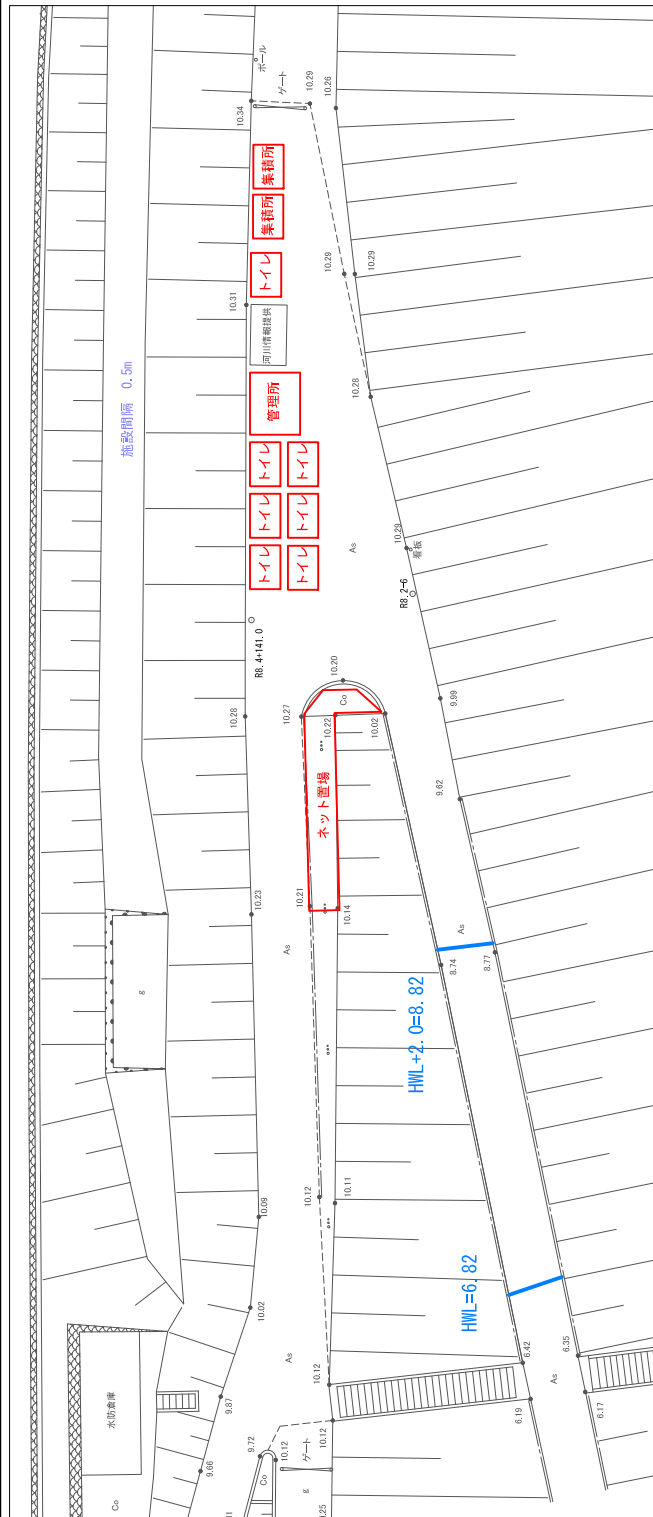 ポール
ゲート
10.29
10.26
10.34
集積所
集積所
トイレ
10.29
10.29
10.31
河川情報提供
施設間隔 0.5m
管理所
10.28
トイレ
トイレ
トイレ
トイレ
トイレ
トイレ
As
10.29
看板
R8.2-6
R8.4+141.0
10.20
Co
10.28
10.27
10.22
10.02
9.99
ネット置場
9.62
10.23
10.21
10.14
As
As
8.74
8.77
g
HWL+2.0=8.82
10.12
10.11
10.09
HWL=6.82
10.02
As
6.42
6.35
As
10.12
9.87
水防倉庫
6.19
6.17
10.12
9.72
10.12
ゲート
9.66
Co
Co
g
.25